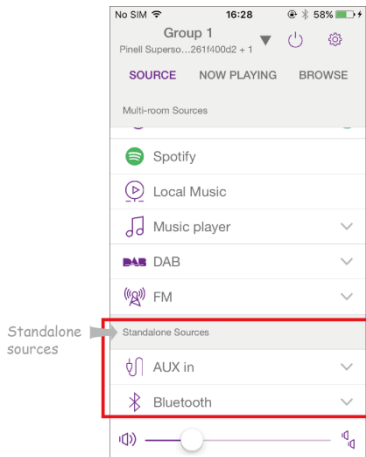 No SIM 16:28 58%
Group 1
Pinell Superso...261f400d2 + 1
SOURCE NOW PLAYING BROWSE
Multi-room Sources
Spotify
Local Music
Music player
DAB DAB
FM
Standalone Sources
Standalone
sources
AUX in
Bluetooth